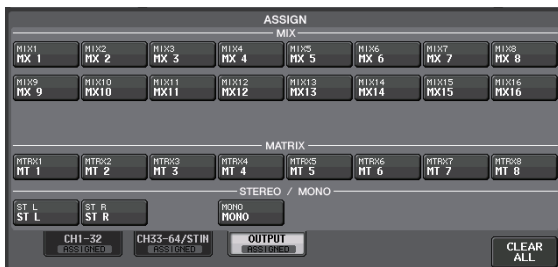 ASSIGN
MIX
MIX1 MIX2 MIX3 MIX4 MIX5 MIX6 MIX7 MIX8
MX 1 MX 2 MX 3 MX 4 MX 5 MX 6 MX 7 MX 8
MIX9 MIX10 MIX11 MIX12 MIX13 MIX14 MIX15 MIX16
MX 9 MX10 MX11 MX12 MX13 MX14 MX15 MX16
MATRIX
MTRX1 MTRX2 MTRX3 MTRX4 MTRX5 MTRX6 MTRX7 MTRX8
MT 1 MT 2 MT 3 MT 4 MT 5 MT 6 MT 7 MT 8
STEREO / MONO
ST L ST R MONO
ST L ST R MONO
CH1-32 CH33-64/STIN OUTPUT
ASSIGNED ASSIGNED ASSIGNED
CLEAR
ALL